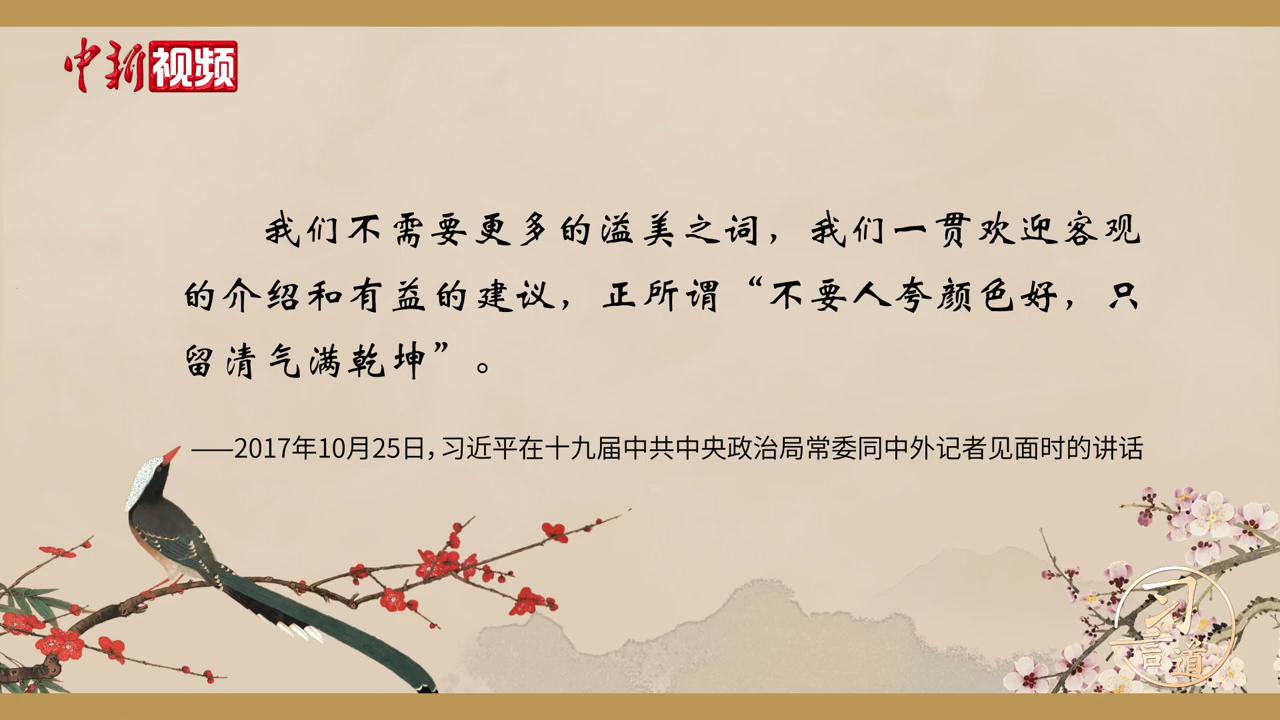 中新视频
我们不需要更多的溢美之词，我们一贯欢迎客观
的介绍和有益的建议，正所谓“不要人夸颜色好，只
留清气满乾坤”。
——2017年10月25日，习近平在十九届中共中央政治局常委同中外记者见面时的讲话
习
言道